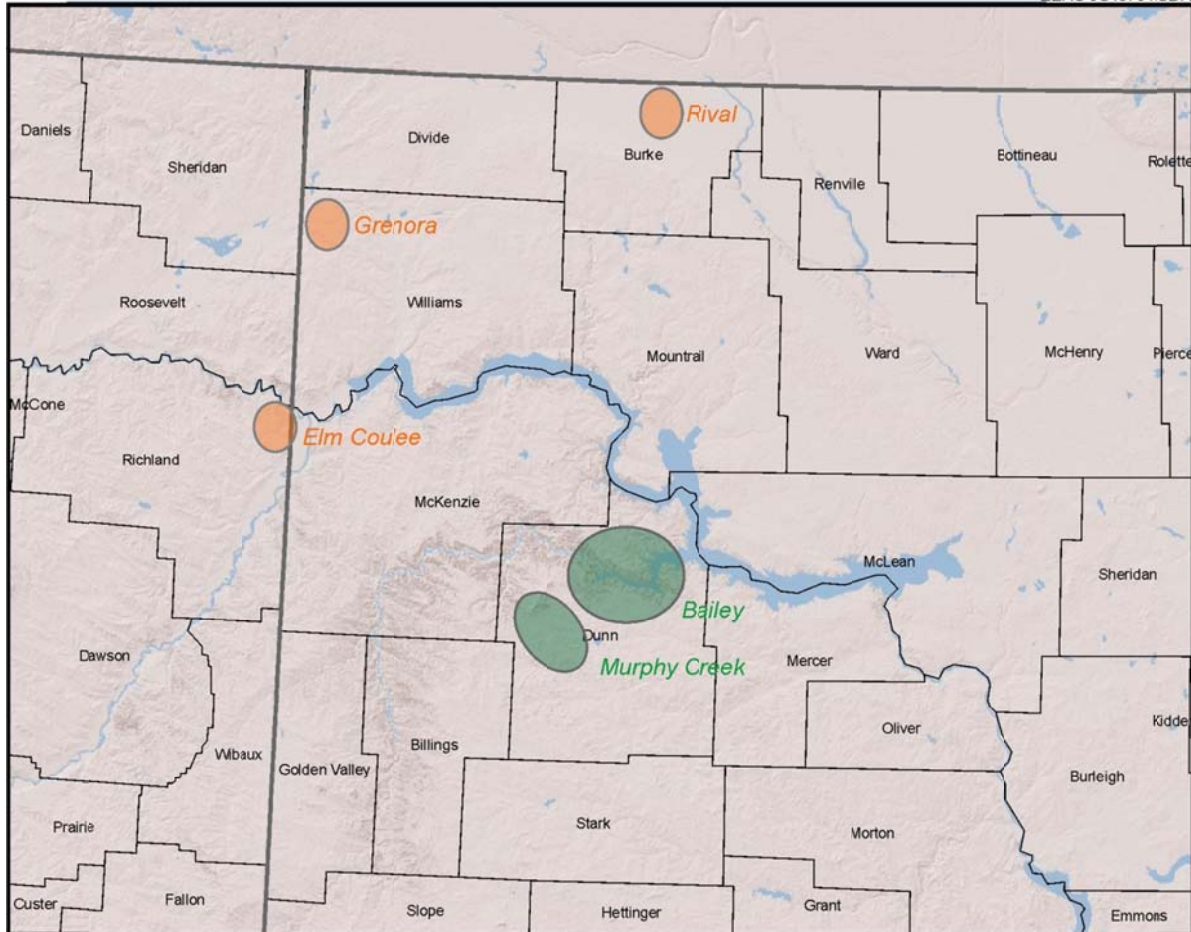 Daniels
Sheridan
Divide
Burke
Rival
Renville
Bottineau
Rolette
Grenora
Roosevelt
Williams
Mountrail
Ward
McHenry
Pierce
McCone
Elm Coulee
Richland
McKenzie
McLean
Sheridan
Bailey
Dunn
Murphy Creek
Dawson
Mercer
Oliver
Kidde
Billings
Wibaux
Golden Valley
Burleigh
Prairie
Stark
Morton
Custer
Fallon
Slope
Hettinger
Grant
Emmons